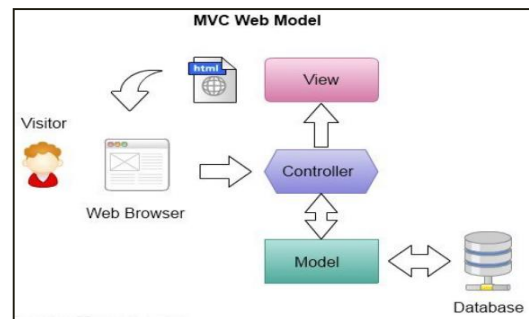 MVC Web Model
html
View
Visitor
Controller
Web Browser
Model
Database